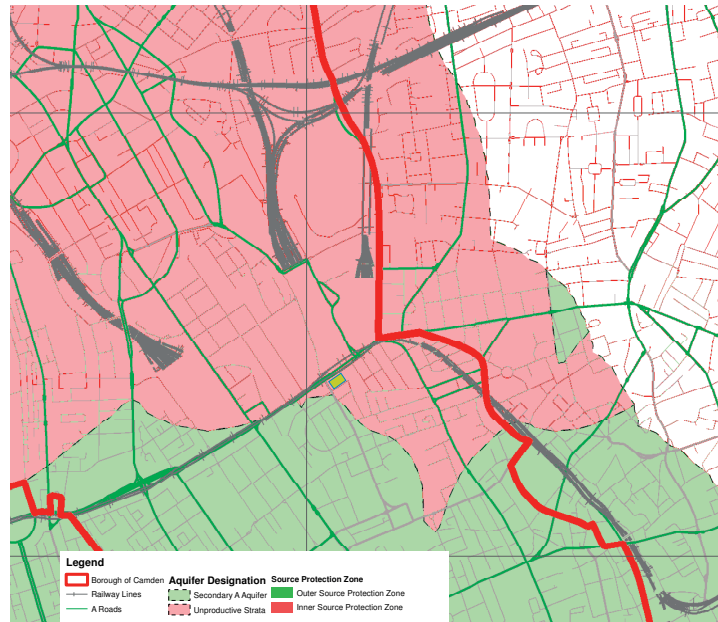 Legend
Borough of Camden
Railway Lines
A Roads
Aquifer Designation
Secondary A Aquifer
Unproductive Strata
Source Protection Zone
Outer Source Protection Zone
Inner Source Protection Zone